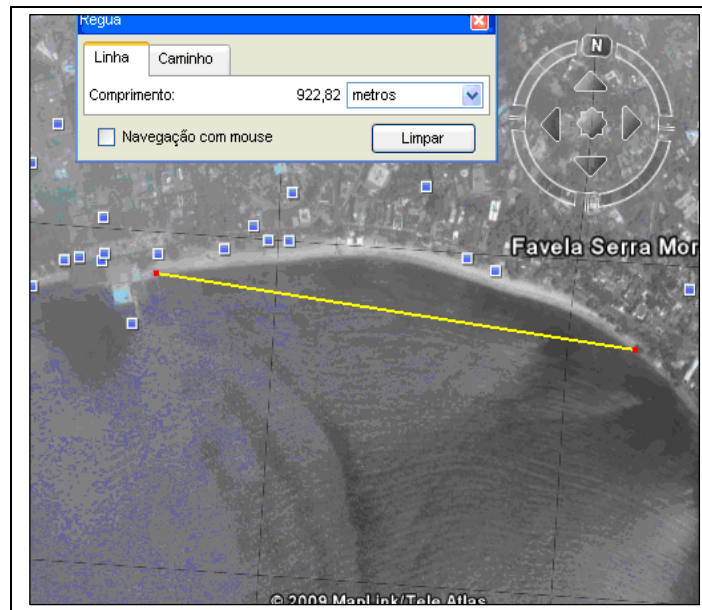 Régua
Linha Caminho
Comprimento: 922,82 metros
Navegação com mouse Limpar
N
Favela Serra Mor
© 2009 MapLink/Tele Atlas